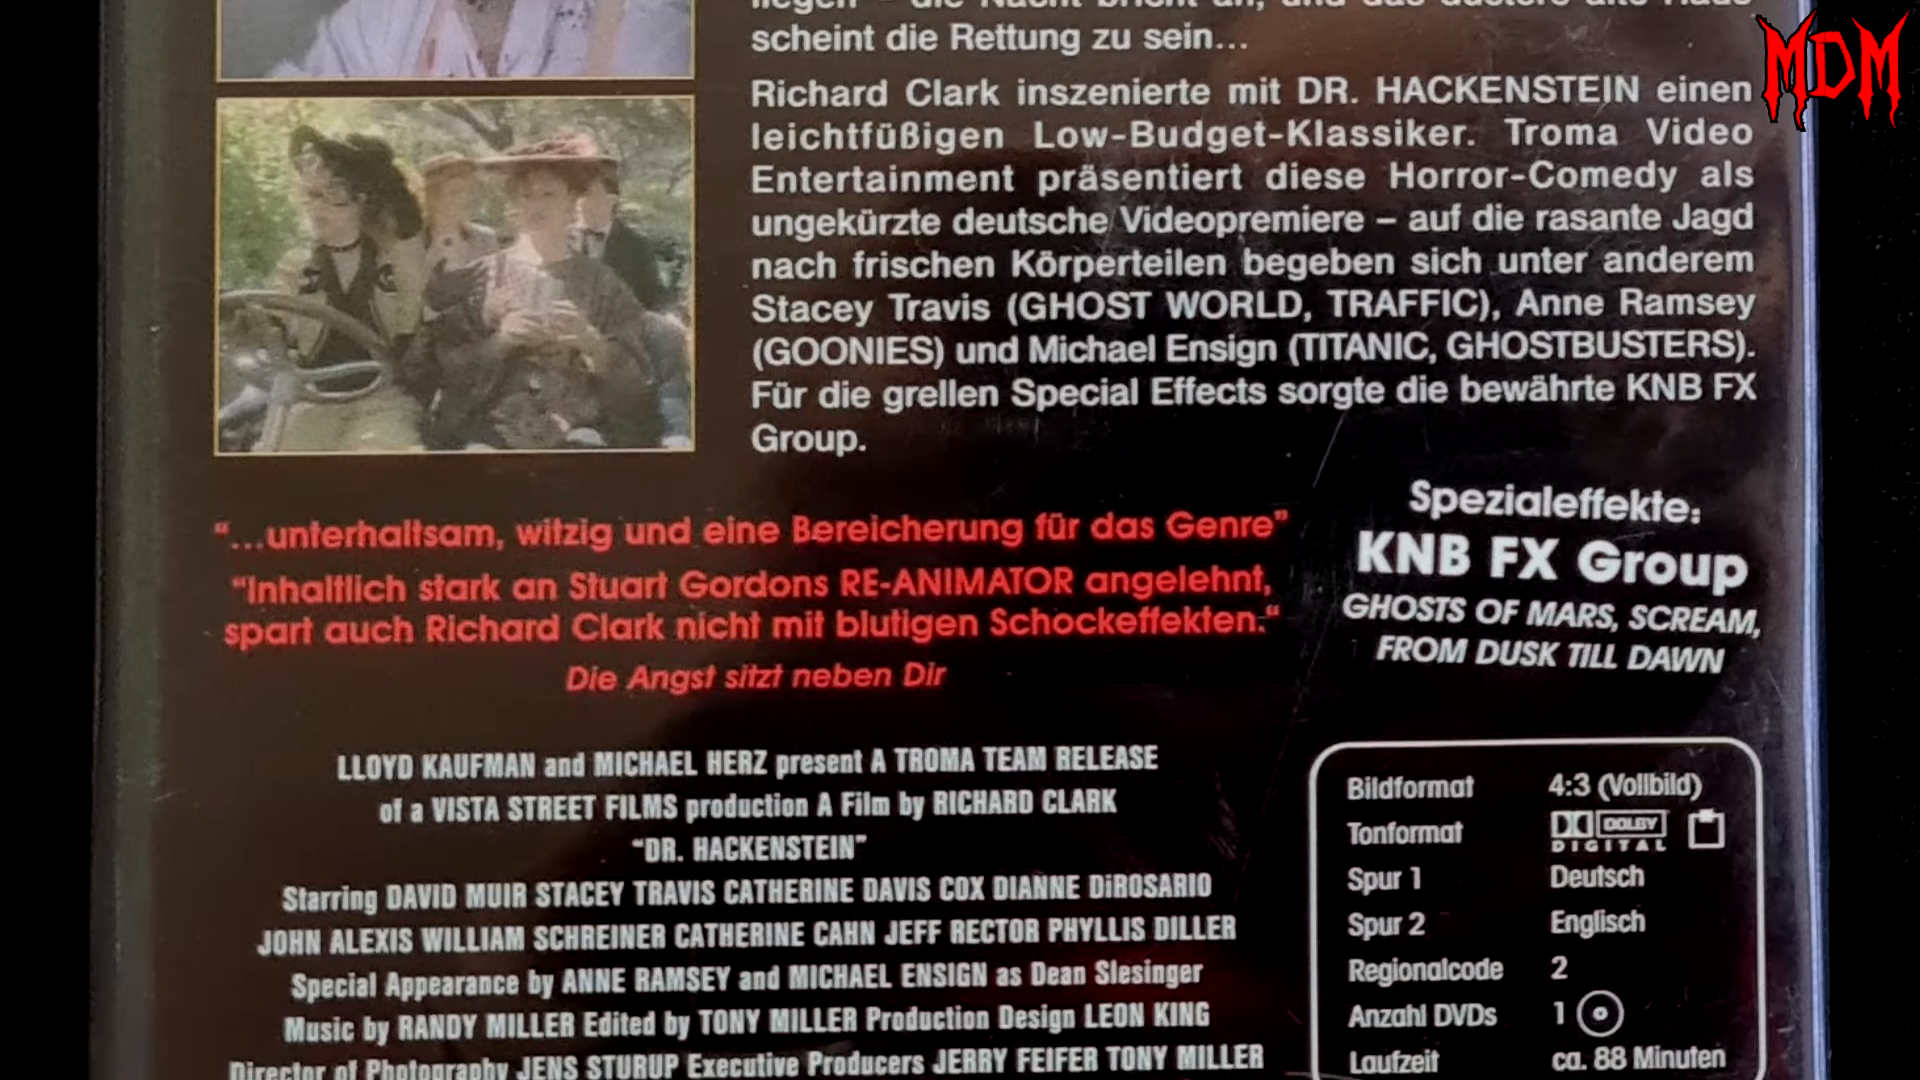 liegen – die Nacht bricht an, und das düstere alte Haus
scheint die Rettung zu sein...
Richard Clark inszenierte mit DR. HACKENSTEIN einen
leichtfüßigen Low-Budget-Klassiker. Troma Video
Entertainment präsentiert diese Horror-Comedy als
ungekürzte deutsche Videopremiere – auf die rasante Jagd
nach frischen Körperteilen begeben sich unter anderem
Stacey Travis (GHOST WORLD, TRAFFIC), Anne Ramsey
(GOONIES) und Michael Ensign (TITANIC, GHOSTBUSTERS).
Für die grellen Special Effects sorgte die bewährte KNB FX
Group.
MDM
“...unterhaltsam, witzig und eine Bereicherung für das Genre”
“Inhaltlich stark an Stuart Gordons RE-ANIMATOR angelehnt,
spart auch Richard Clark nicht mit blutigen Schockeffekten.“
Die Angst sitzt neben Dir
Spezialeffekte:
KNB FX Group
GHOSTS OF MARS, SCREAM,
FROM DUSK TILL DAWN
LLOYD KAUFMAN and MICHAEL HERZ present A TROMA TEAM RELEASE
of a VISTA STREET FILMS production A Film by RICHARD CLARK
“DR. HACKENSTEIN”
Starring DAVID MUIR STACEY TRAVIS CATHERINE DAVIS COX DIANNE DiROSARIO
JOHN ALEXIS WILLIAM SCHREINER CATHERINE CAHN JEFF RECTOR PHYLLIS DILLER
Special Appearance by ANNE RAMSEY and MICHAEL ENSIGN as Dean Slesinger
Music by RANDY MILLER Edited by TONY MILLER Production Design LEON KING
Director of Photography JENS STURUP Executive Producers JERRY FEIFER TONY MILLER
Bildformat 4:3 (Vollbild)
Tonformat DOLBY DIGITAL
Spur 1 Deutsch
Spur 2 Englisch
Regionalcode 2
Anzahl DVDs 1
Laufzeit ca. 88 Minuten